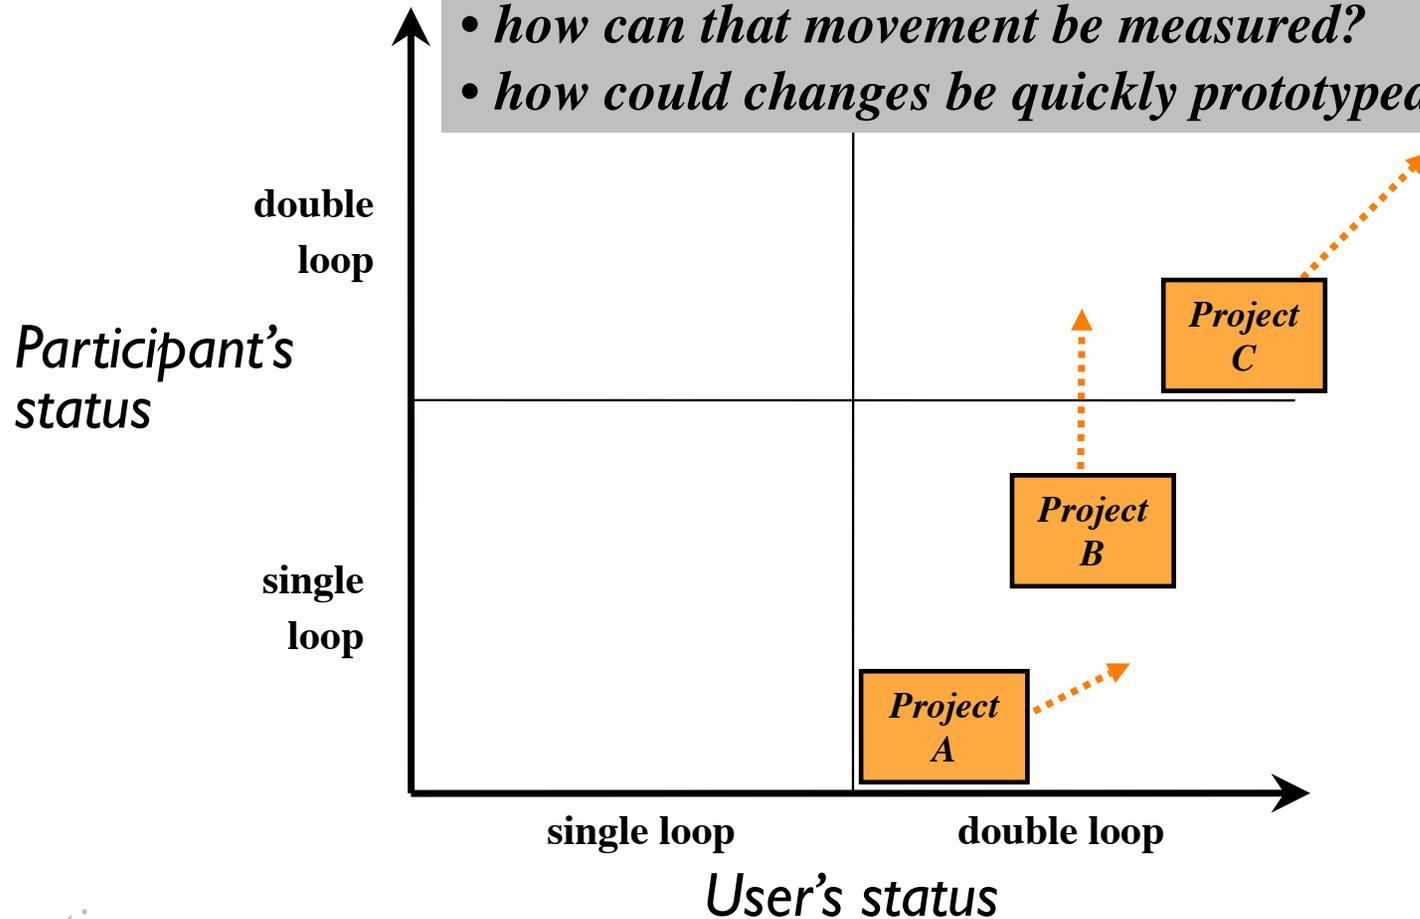 • how can that movement be measured?
• how could changes be quickly prototyped
double
loop
Participant's
status
Project
C
Project
B
single
loop
Project
A
single loop
double loop
User's status